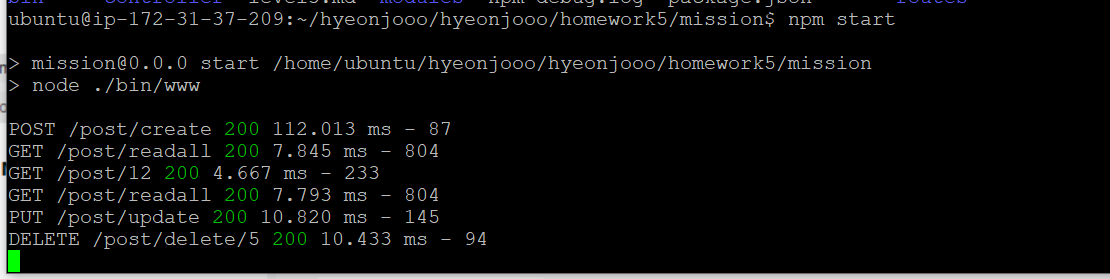 levels.md modules npm-debug.log package.json routes
ubuntu@ip-172-31-37-209:~/hyeonjooo/hyeonjooo/homework5/mission$ npm start
> mission@0.0.0 start /home/ubuntu/hyeonjooo/hyeonjooo/homework5/mission
> node ./bin/www
POST /post/create 200 112.013 ms - 87
GET /post/readall 200 7.845 ms - 804
GET /post/12 200 4.667 ms - 233
GET /post/readall 200 7.793 ms - 804
PUT /post/update 200 10.820 ms - 145
DELETE /post/delete/5 200 10.433 ms - 94